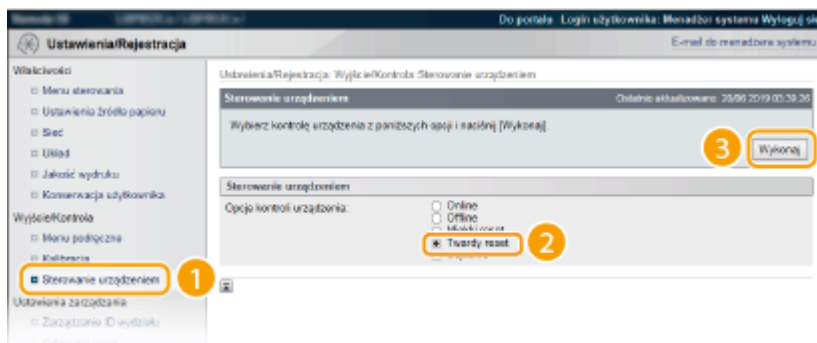 Do portalu Login użytkownika: Menadżer systemu Wyloguj się
Ustawienia/Rejestracja
E-mail do menadżera systemu
Właściwości
Menu sterowania
Ustawienia źródła papieru
Sieć
Układ
Jakość wydruku
Konserwacja użytkownika
Wyjście/Kontrola
Menu podręczne
Kalibracja
Sterowanie urządzeniem
1
Ustawienia zarządzania
Zarządzanie ID wydziału
Ustawienia/Rejestracja: Wyjście/Kontrola: Sterowanie urządzeniem
Sterowanie urządzeniem
Ostatnio aktualizowane: 28/06 2019 03:39:26
Wybierz kontrolę urządzenia z poniższych opcji i naciśnij [Wykonaj].
3
Wykonaj
Sterowanie urządzeniem
Opcje kontroli urządzenia:
Online
Offline
Miękki reset
Twardy reset
2